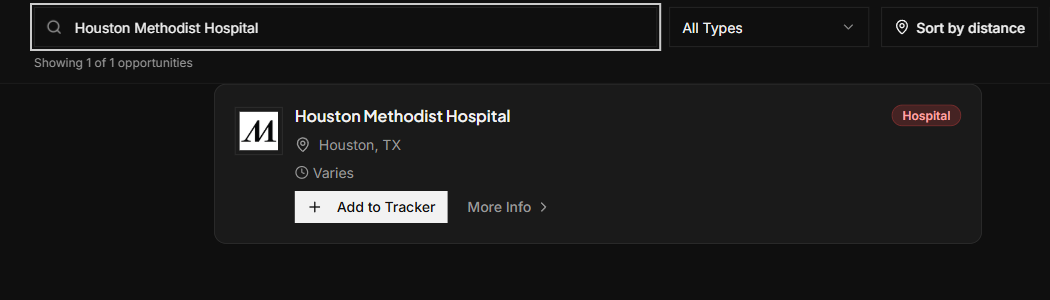 Houston Methodist Hospital
All Types
Sort by distance
Showing 1 of 1 opportunities
M
Houston Methodist Hospital
Hospital
Houston, TX
Varies
+ Add to Tracker
More Info >